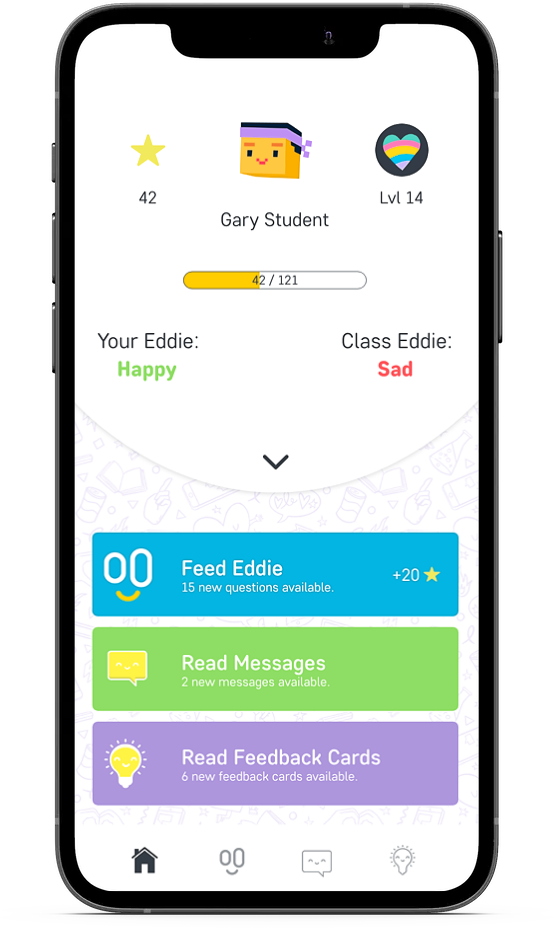 42
Lvl 14
Gary Student
42 / 121
Your Eddie:
Happy
Class Eddie:
Sad
Feed Eddie
15 new questions available.
+20
Read Messages
2 new messages available.
Read Feedback Cards
6 new feedback cards available.